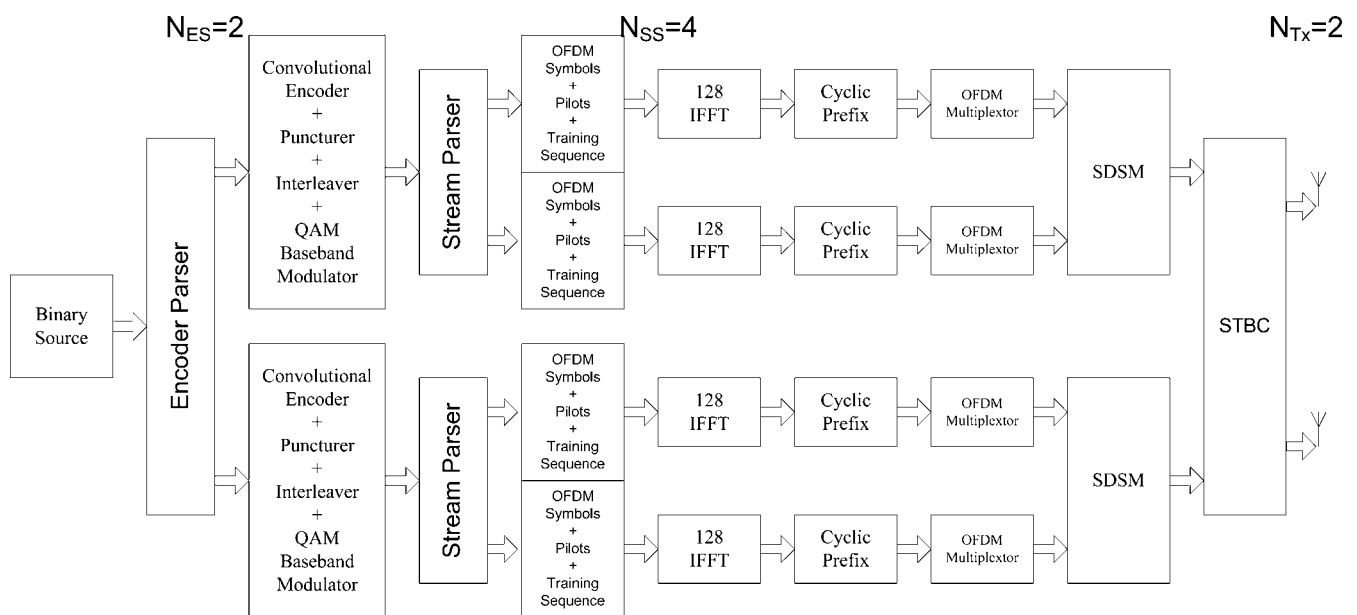 N_ES=2
N_SS=4
N_Tx=2
Binary
Source
Encoder Parser
Convolutional
Encoder
+
Puncturer
+
Interleaver
+
QAM
Baseband
Modulator
Stream Parser
OFDM
Symbols
+
Pilots
+
Training
Sequence
128
IFFT
Cyclic
Prefix
OFDM
Multiplextor
OFDM
Symbols
+
Pilots
+
Training
Sequence
128
IFFT
Cyclic
Prefix
OFDM
Multiplextor
SDSM
Convolutional
Encoder
+
Puncturer
+
Interleaver
+
QAM
Baseband
Modulator
Stream Parser
OFDM
Symbols
+
Pilots
+
Training
Sequence
128
IFFT
Cyclic
Prefix
OFDM
Multiplextor
OFDM
Symbols
+
Pilots
+
Training
Sequence
128
IFFT
Cyclic
Prefix
OFDM
Multiplextor
SDSM
STBC